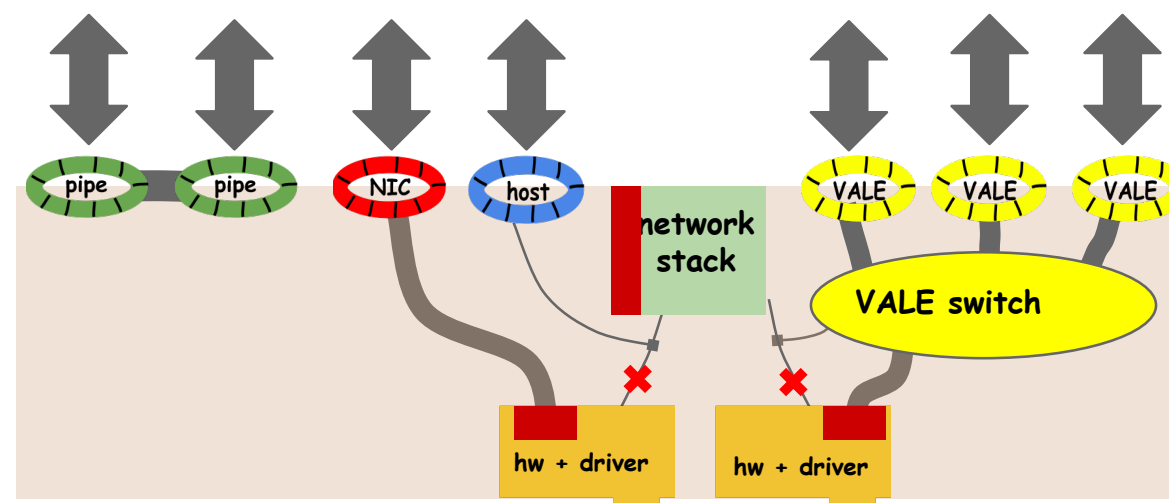 pipe
pipe
NIC
host
VALE
VALE
VALE
network
stack
VALE switch
hw + driver
hw + driver